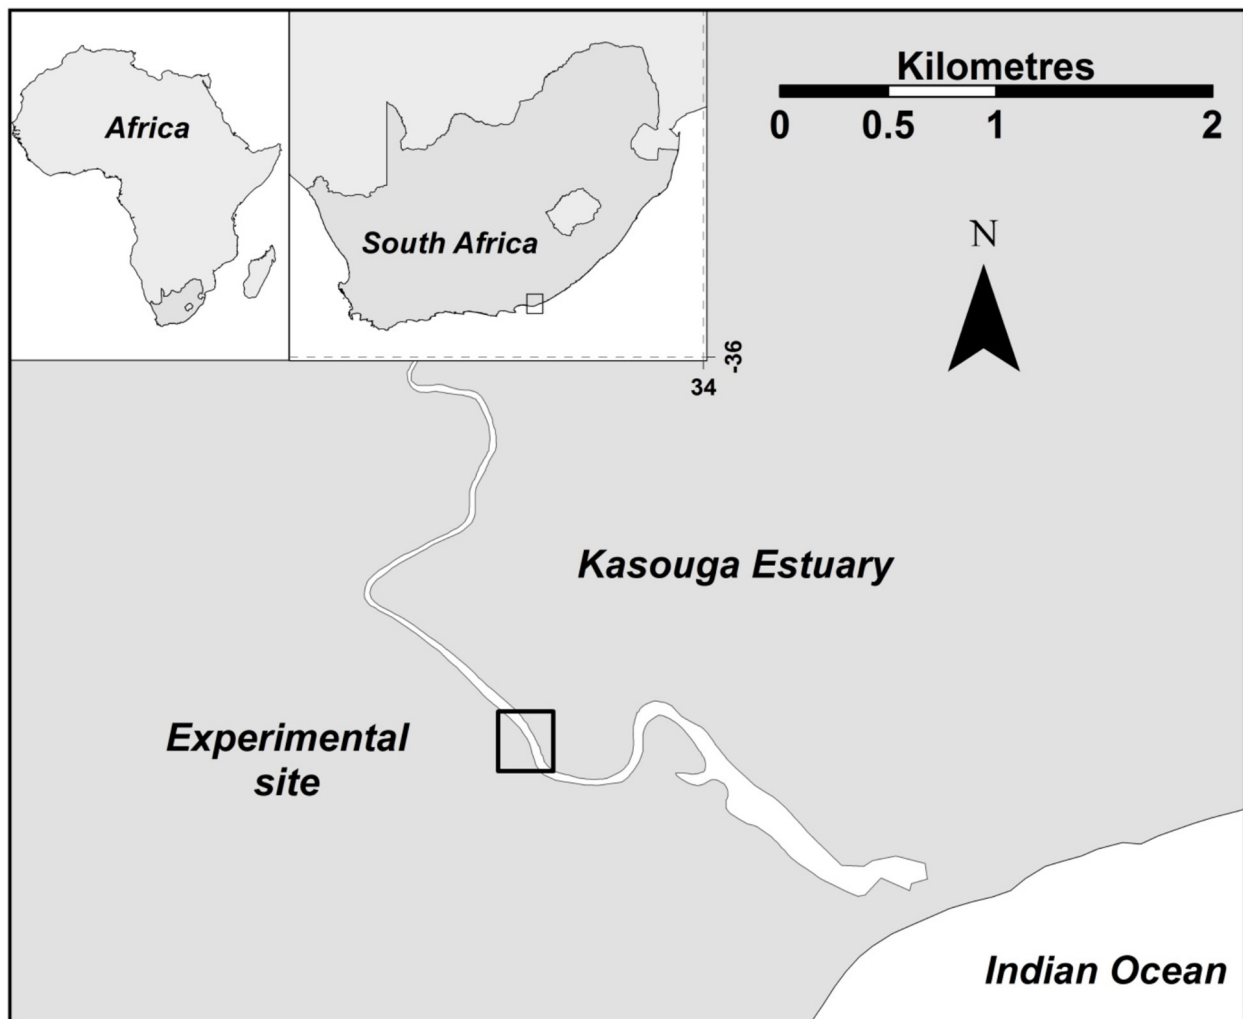 Africa
South Africa
-36
34
Kilometres
0 0.5 1 2
N
Kasouga Estuary
Experimental
site
Indian Ocean